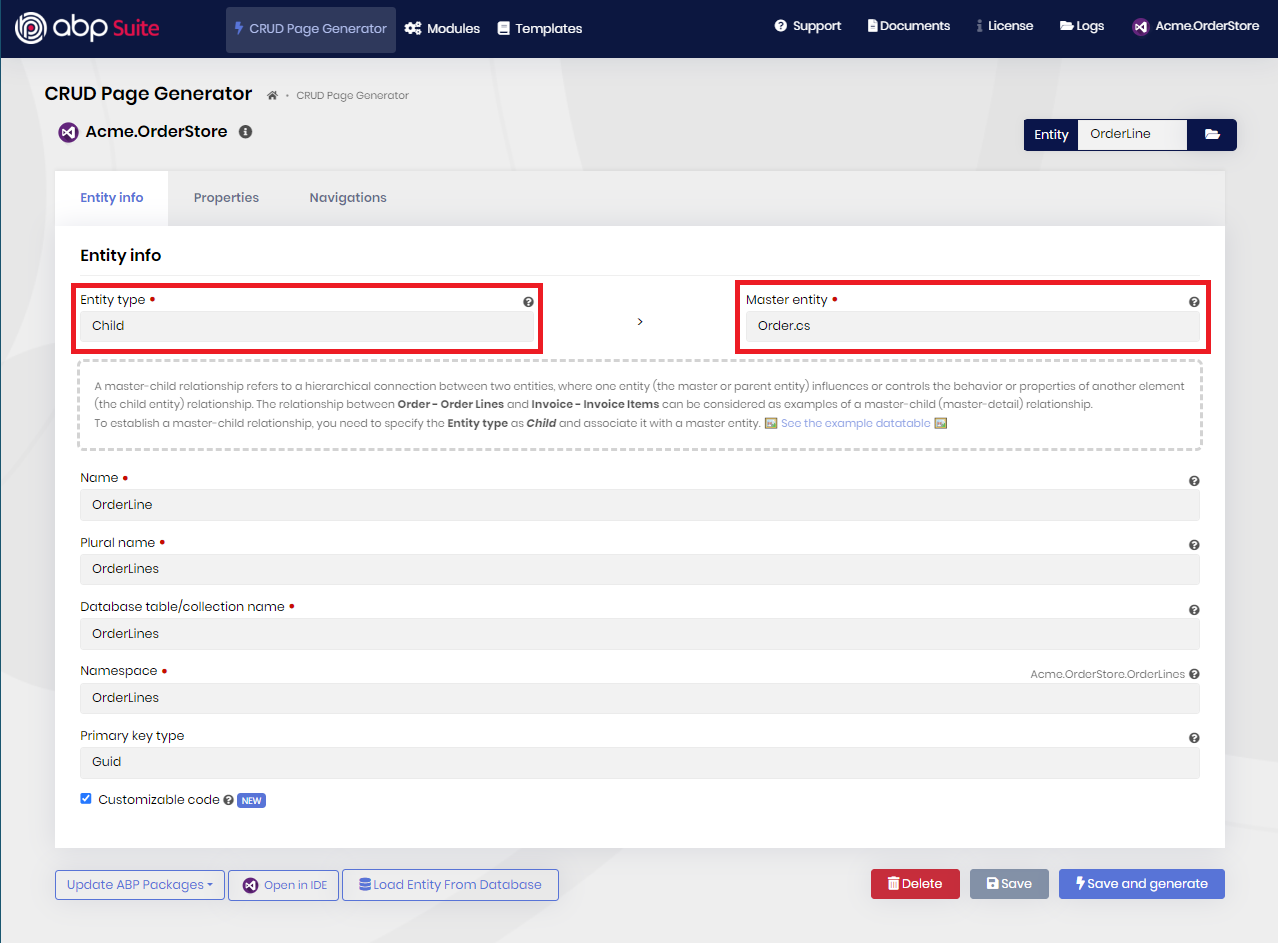 abp Suite
CRUD Page Generator
Modules
Templates
Support
Documents
License
Logs
Acme.OrderStore
CRUD Page Generator
CRUD Page Generator
Acme.OrderStore
Entity
OrderLine
Entity info
Properties
Navigations
Entity info
Entity type •
Child
>
Master entity •
Order.cs
A master-child relationship refers to a hierarchical connection between two entities, where one entity (the master or parent entity) influences or controls the behavior or properties of another element
(the child entity) relationship. The relationship between Order - Order Lines and Invoice - Invoice Items can be considered as examples of a master-child (master-detail) relationship.
To establish a master-child relationship, you need to specify the Entity type as Child and associate it with a master entity. See the example datatable
Name •
OrderLine
Plural name •
OrderLines
Database table/collection name •
OrderLines
Namespace •
Acme.OrderStore.OrderLines
OrderLines
Primary key type
Guid
Customizable code NEW
Update ABP Packages
Open in IDE
Load Entity From Database
Delete
Save
Save and generate